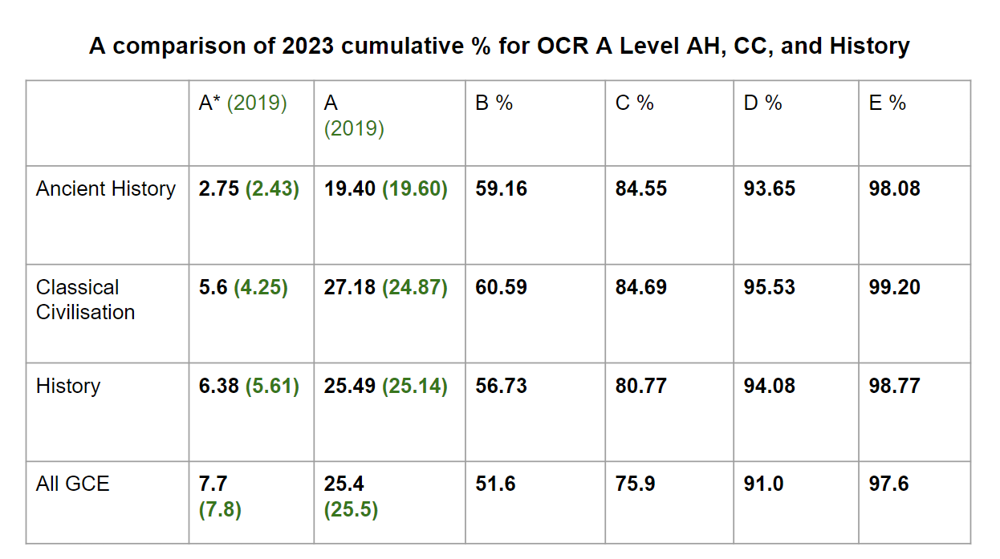 A comparison of 2023 cumulative % for OCR A Level AH, CC, and History
A* (2019) A B % C % D % E %
(2019)
Ancient History 2.75 (2.43) 19.40 (19.60) 59.16 84.55 93.65 98.08
Classical 5.6 (4.25) 27.18 (24.87) 60.59 84.69 95.53 99.20
Civilisation
History 6.38 (5.61) 25.49 (25.14) 56.73 80.77 94.08 98.77
All GCE 7.7 25.4 51.6 75.9 91.0 97.6
(7.8) (25.5)